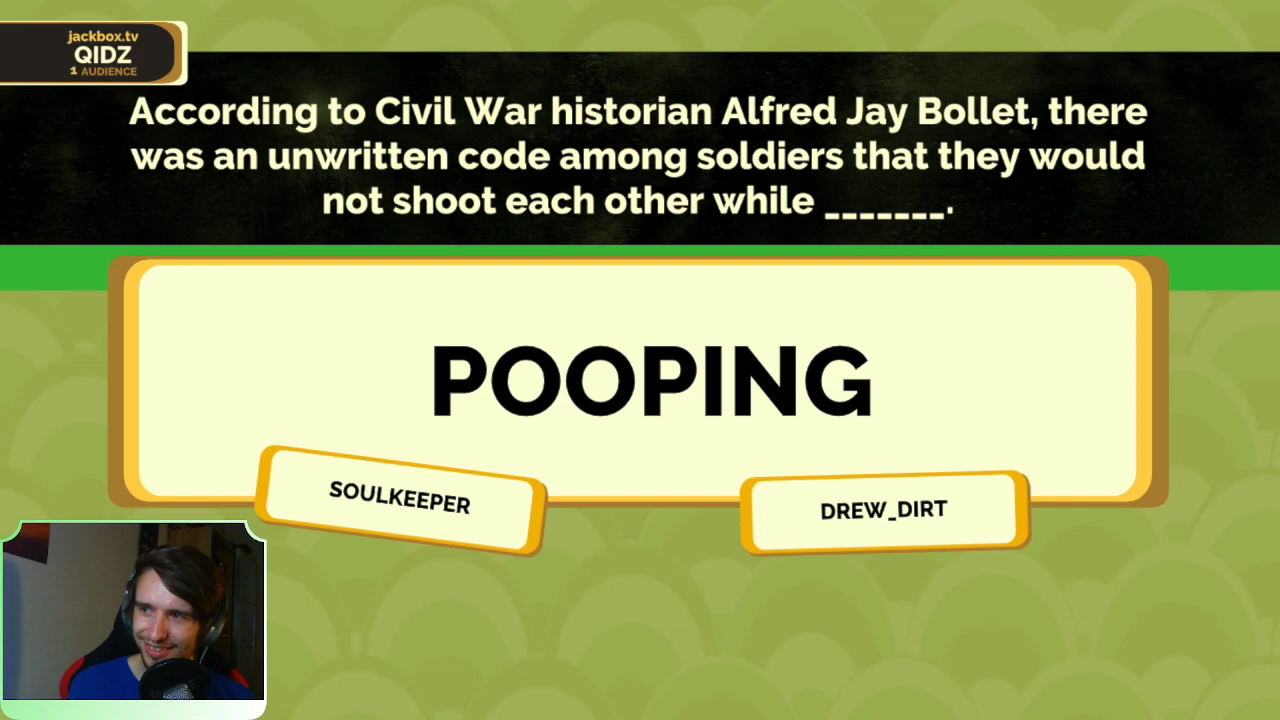 jackbox.tv
QIDZ
1 AUDIENCE
According to Civil War historian Alfred Jay Bollet, there
was an unwritten code among soldiers that they would
not shoot each other while _______.
POOPING
SOULKEEPER
DREW_DIRT